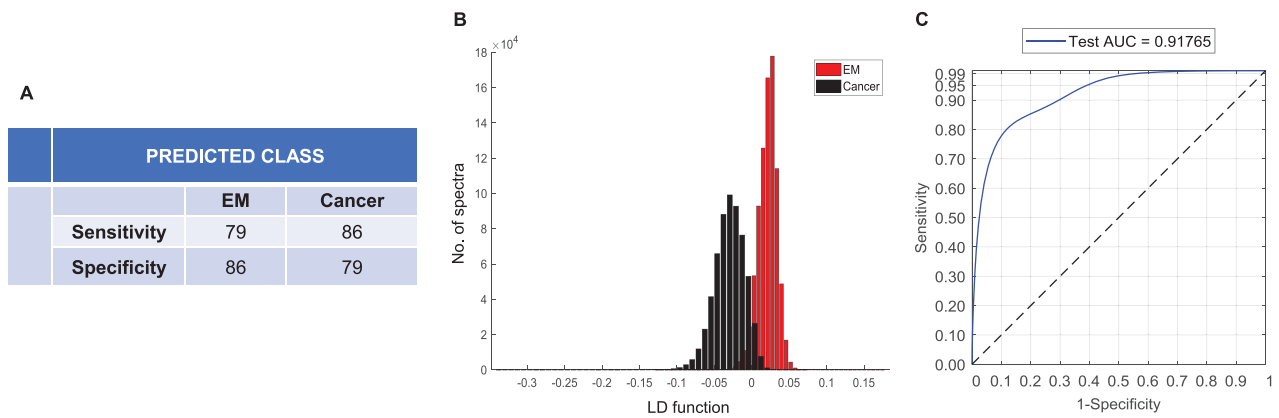 A
PREDICTED CLASS
EM Cancer
Sensitivity 79 86
Specificity 86 79
B
×10⁴
18
16
14
12
10
8
6
4
2
0
No. of spectra
EM
Cancer
-0.3 -0.25 -0.2 -0.15 -0.1 -0.05 0 0.05 0.1 0.15
LD function
C
Test AUC = 0.91765
0.99
0.95
0.90
0.80
0.70
0.60
0.50
0.40
0.30
0.20
0.10
0.00
Sensitivity
0 0.1 0.2 0.3 0.4 0.5 0.6 0.7 0.8 0.9 1
1-Specificity